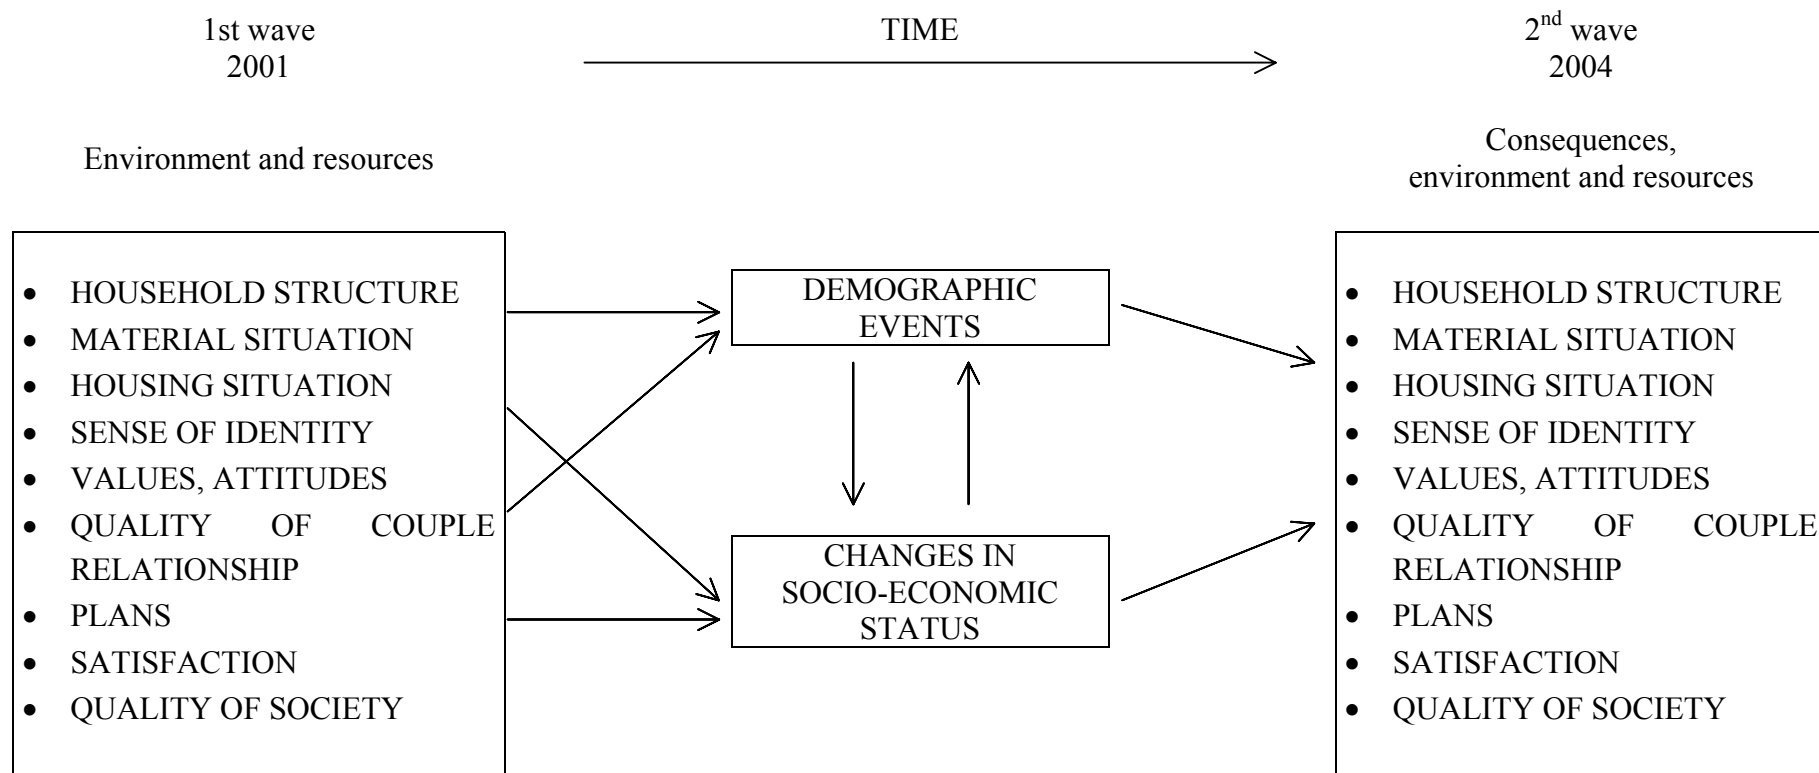 1st wave
2001
TIME
2nd wave
2004
Environment and resources
Consequences,
environment and resources
• HOUSEHOLD STRUCTURE
• MATERIAL SITUATION
• HOUSING SITUATION
• SENSE OF IDENTITY
• VALUES, ATTITUDES
• QUALITY OF COUPLE
RELATIONSHIP
• PLANS
• SATISFACTION
• QUALITY OF SOCIETY
DEMOGRAPHIC
EVENTS
CHANGES IN
SOCIO-ECONOMIC
STATUS
• HOUSEHOLD STRUCTURE
• MATERIAL SITUATION
• HOUSING SITUATION
• SENSE OF IDENTITY
• VALUES, ATTITUDES
• QUALITY OF COUPLE
RELATIONSHIP
• PLANS
• SATISFACTION
• QUALITY OF SOCIETY